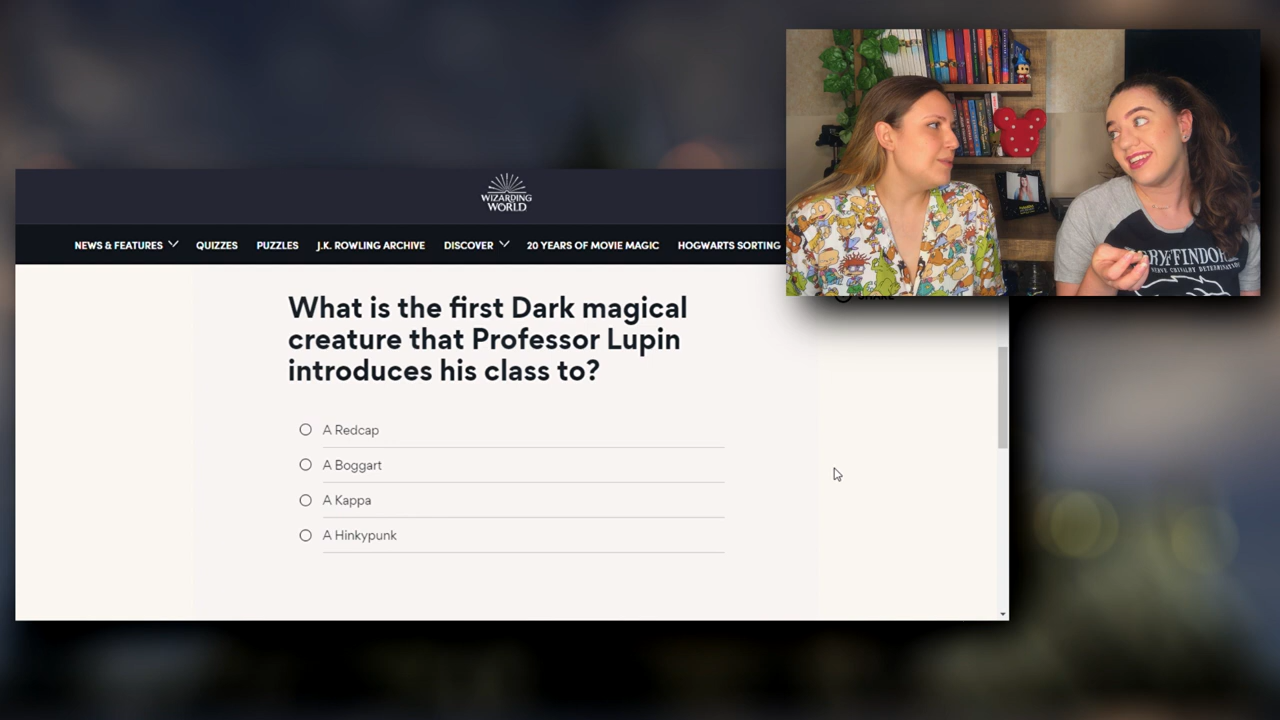 WIZARDING
WORLD
NEWS & FEATURES QUIZZES PUZZLES J.K. ROWLING ARCHIVE DISCOVER 20 YEARS OF MOVIE MAGIC HOGWARTS SORTING
What is the first Dark magical
creature that Professor Lupin
introduces his class to?
A Redcap
A Boggart
A Kappa
A Hinkypunk